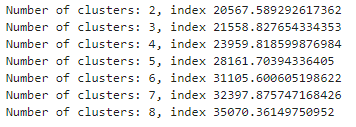 Number of clusters: 2, index 20567.589292617362
Number of clusters: 3, index 21558.827654334353
Number of clusters: 4, index 23959.818599876984
Number of clusters: 5, index 28161.70394336405
Number of clusters: 6, index 31105.600605198622
Number of clusters: 7, index 32397.875747168426
Number of clusters: 8, index 35070.36149750952